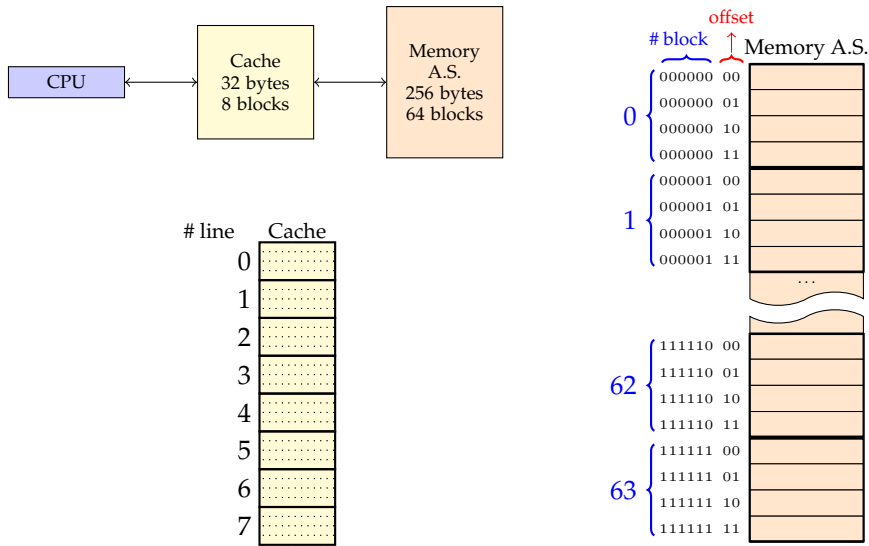 CPU
Cache
32 bytes
8 blocks
Memory
A.S.
256 bytes
64 blocks
# line Cache
0
1
2
3
4
5
6
7
offset
# block Memory A.S.
0
000000 00
000000 01
000000 10
000000 11
1
000001 00
000001 01
000001 10
000001 11
...
62
111110 00
111110 01
111110 10
111110 11
63
111111 00
111111 01
111111 10
111111 11